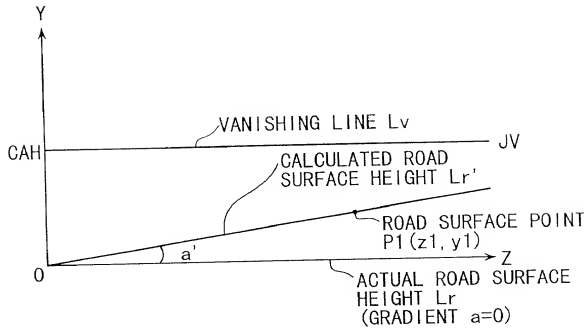 Y
VANISHING LINE Lv
CAH
JV
CALCULATED ROAD
SURFACE HEIGHT Lr'
ROAD SURFACE POINT
P1(z1, y1)
a'
Z
0
ACTUAL ROAD SURFACE
HEIGHT Lr
(GRADIENT a=0)